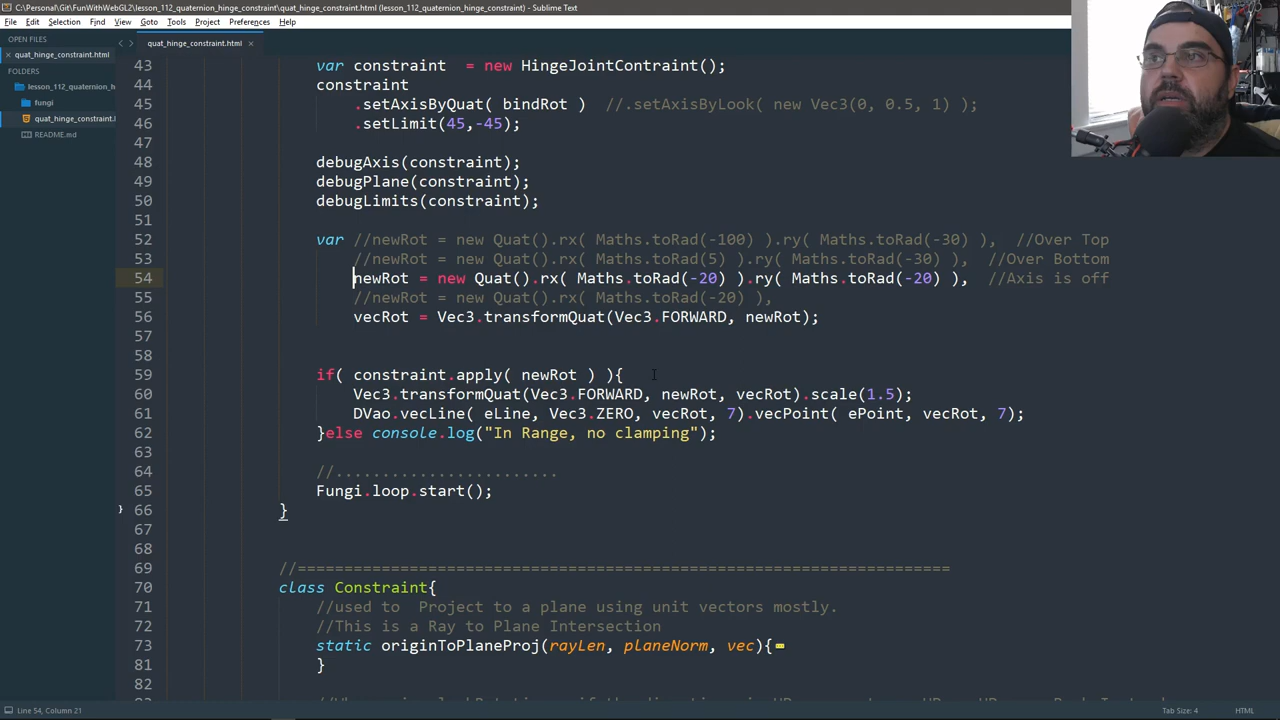 C:\Personal\Git\FunWithWebGL2\lesson_112_quaternion_hinge_constraint\quat_hinge_constraint.html (lesson_112_quaternion_hinge_constraint) - Sublime Text
File Edit Selection Find View Goto Tools Project Preferences Help
OPEN FILES
quat_hinge_constraint.html
FOLDERS
lesson_112_quaternion_h
fungi
quat_hinge_constraint.l
README.md
quat_hinge_constraint.html
43 var constraint = new HingeJointContraint();
44 constraint
45 .setAxisByQuat( bindRot ) //.setAxisByLook( new Vec3(0, 0.5, 1) );
46 .setLimit(45,-45);
47
48 debugAxis(constraint);
49 debugPlane(constraint);
50 debugLimits(constraint);
51
52 var //newRot = new Quat().rx( Maths.toRad(-100) ).ry( Maths.toRad(-30) ), //Over Top
53 //newRot = new Quat().rx( Maths.toRad(5) ).ry( Maths.toRad(-30) ), //Over Bottom
54 newRot = new Quat().rx( Maths.toRad(-20) ).ry( Maths.toRad(-20) ), //Axis is off
55 //newRot = new Quat().rx( Maths.toRad(-20) ),
56 vecRot = Vec3.transformQuat(Vec3.FORWARD, newRot);
57
58
59 if( constraint.apply( newRot ) ){
60 Vec3.transformQuat(Vec3.FORWARD, newRot, vecRot).scale(1.5);
61 DVao.vecLine( eLine, Vec3.ZERO, vecRot, 7).vecPoint( ePoint, vecRot, 7);
62 }else console.log("In Range, no clamping");
63
64 //........................
65 Fungi.loop.start();
66 }
67
68
69 //======================================================================
70 class Constraint{
71 //used to Project to a plane using unit vectors mostly.
72 //This is a Ray to Plane Intersection
73 static originToPlaneProj(rayLen, planeNorm, vec){
81 }
82
Line 54, Column 21
Tab Size: 4
HTML